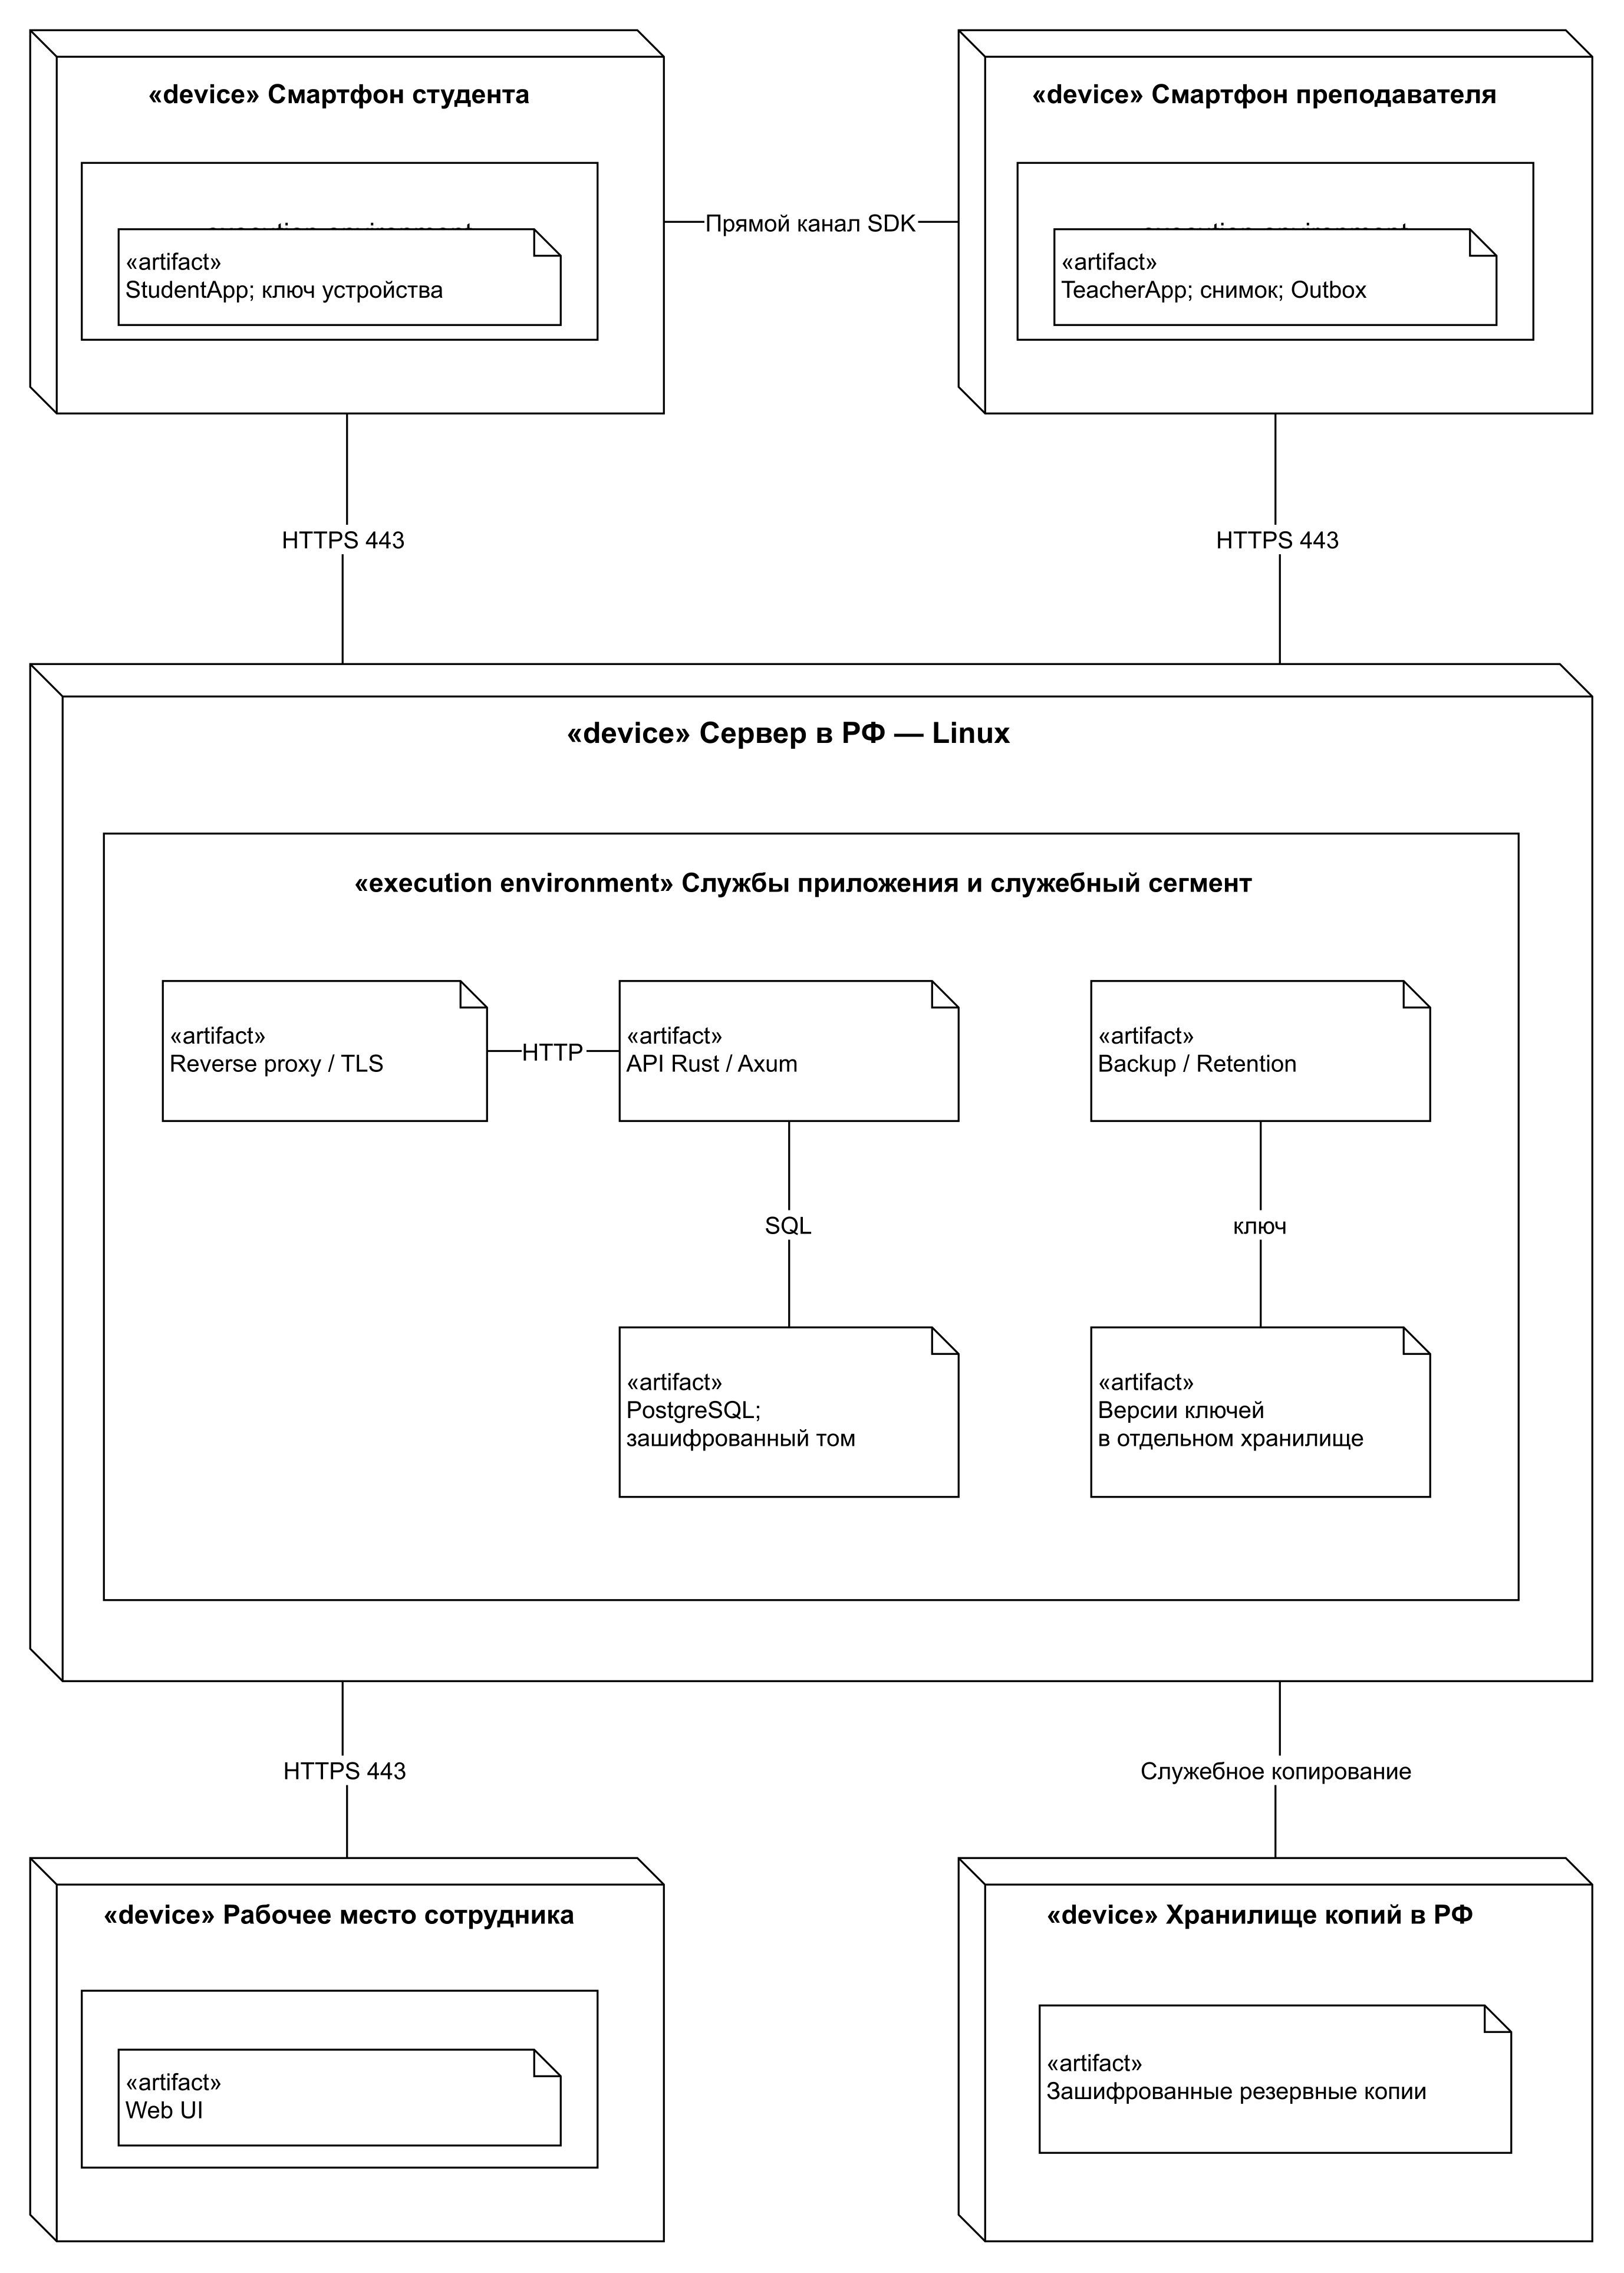 «device» Смартфон студента
«device» Смартфон преподавателя
«artifact»
StudentApp; ключ устройства
Прямой канал SDK
«artifact»
TeacherApp; снимок; Outbox
HTTPS 443
HTTPS 443
«device» Сервер в РФ — Linux
«execution environment» Службы приложения и служебный сегмент
«artifact»
Reverse proxy / TLS
HTTP
«artifact»
API Rust / Axum
«artifact»
Backup / Retention
SQL
ключ
«artifact»
PostgreSQL;
зашифрованный том
«artifact»
Версии ключей
в отдельном хранилище
HTTPS 443
Служебное копирование
«device» Рабочее место сотрудника
«device» Хранилище копий в РФ
«artifact»
Web UI
«artifact»
Зашифрованные резервные копии